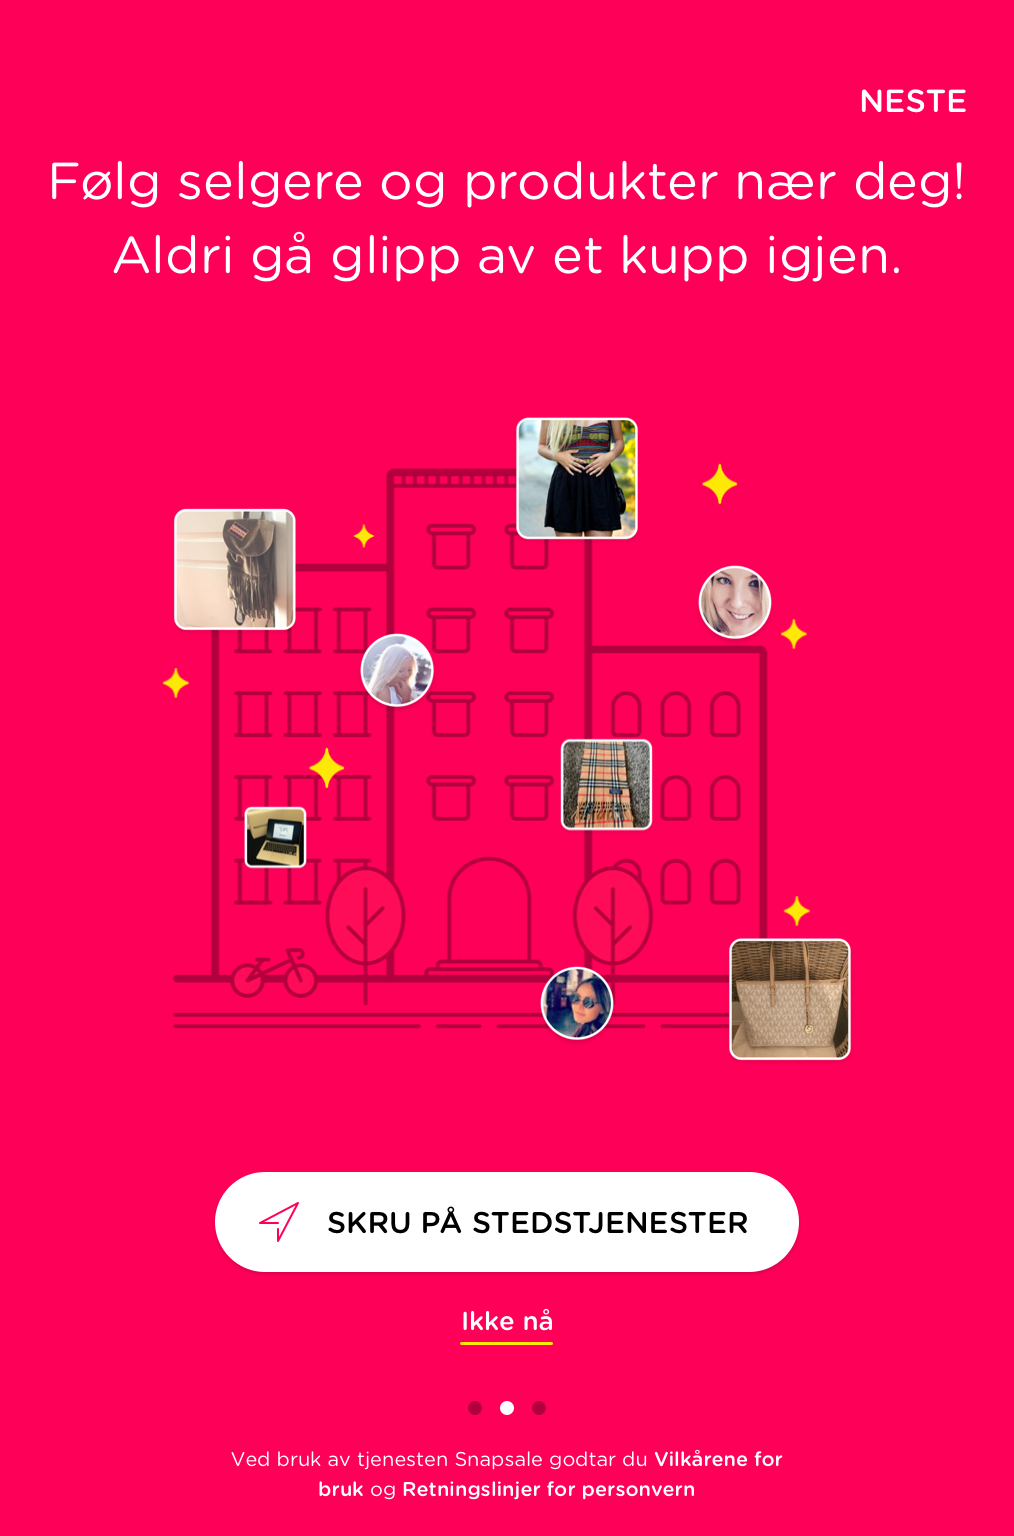 NESTE
Følg selgere og produkter nær deg!
Aldri gå glipp av et kupp igjen.
SKRU PÅ STEDSTJENESTER
Ikke nå
Ved bruk av tjenesten Snapsale godtar du Vilkårene for
bruk og Retningslinjer for personvern